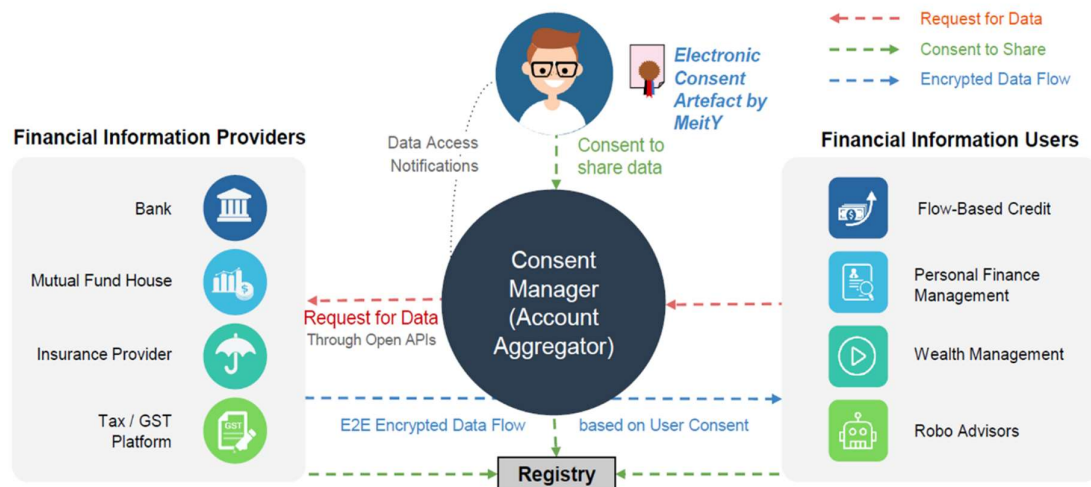 Request for Data
Consent to Share
Encrypted Data Flow
Electronic
Consent
Artefact by
MeitY
Data Access
Notifications
Consent to
share data
Financial Information Providers
Bank
Mutual Fund House
Insurance Provider
Tax / GST
Platform
GST
Request for Data
Through Open APIs
Consent
Manager
(Account
Aggregator)
E2E Encrypted Data Flow
based on User Consent
Registry
Financial Information Users
Flow-Based Credit
Personal Finance
Management
Wealth Management
Robo Advisors